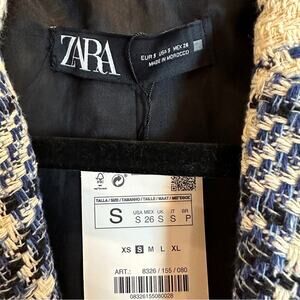 ZARA
EUR S USA S MEX 26
MADE IN MOROCCO
TALLA / SIZE / TAMANHO / TAILLE / MAAT /
S
USA MEX UK IT BR
S 26 S S P
XS S M L XL
ART.: 8326 / 155 / 080
08326155080028